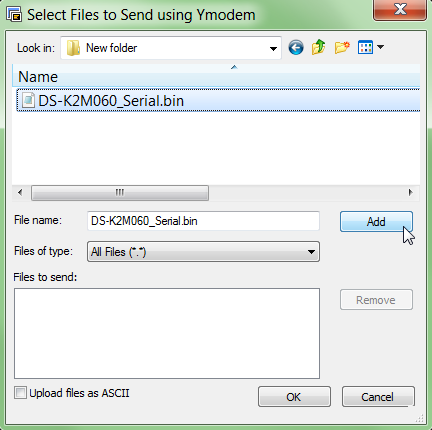 Select Files to Send using Ymodem
Look in: New folder
Name
DS-K2M060_Serial.bin
File name: DS-K2M060_Serial.bin Add
Files of type: All Files (*.*)
Files to send:
Remove
Upload files as ASCII OK Cancel